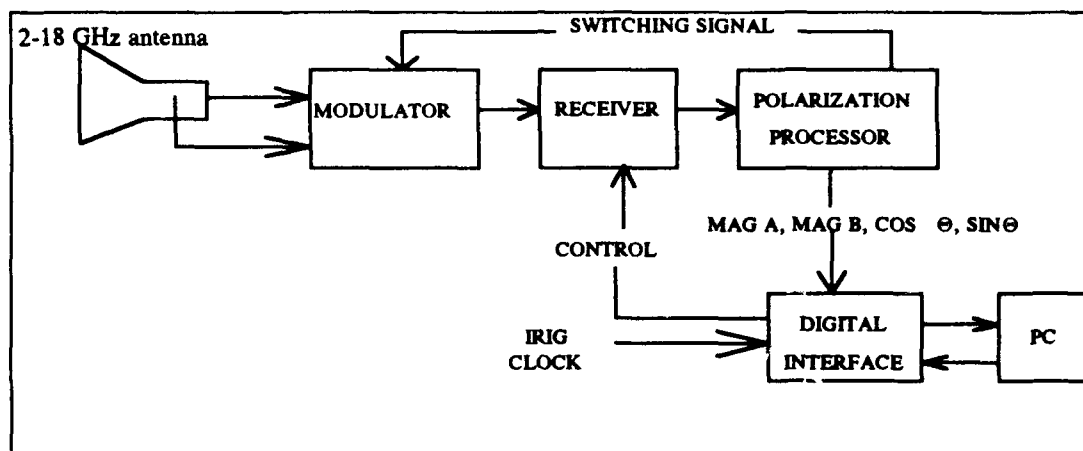 2-18 GHz antenna
SWITCHING SIGNAL
MODULATOR
RECEIVER
POLARIZATION
PROCESSOR
MAG A, MAG B, COS Θ, SINΘ
CONTROL
IRIG
CLOCK
DIGITAL
INTERFACE
PC